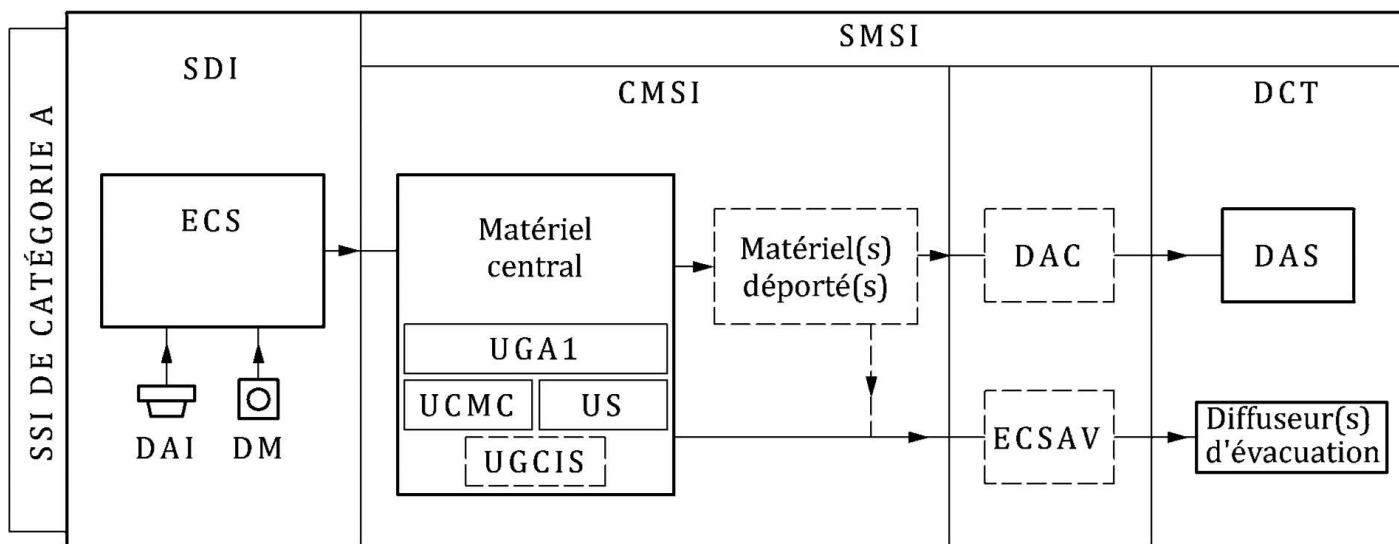 SSI DE CATÉGORIE A
SDI
SMSI
CMSI
DCT
ECS
DAI
DM
Matériel
central
UGA1
UCMC
US
UGCIS
Matériel(s)
déporté(s)
DAC
DAS
ECSAV
Diffuseur(s)
d'évacuation